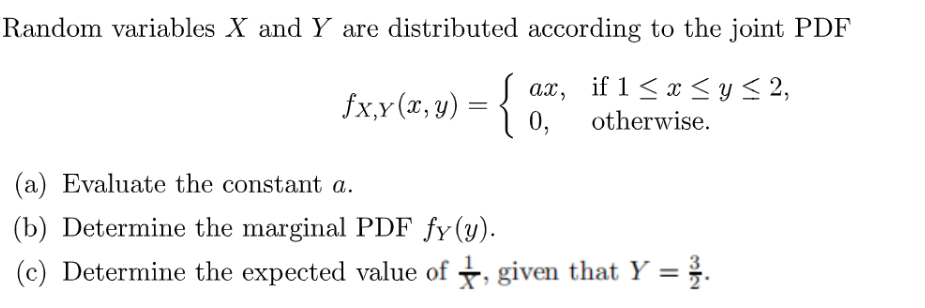 Random variables X and Y are distributed according to the joint PDF
f_{X,Y}(x, y) = { ax, if 1 ≤ x ≤ y ≤ 2,
0, otherwise.
(a) Evaluate the constant a.
(b) Determine the marginal PDF f_Y(y).
(c) Determine the expected value of 1/X, given that Y = 3/2.